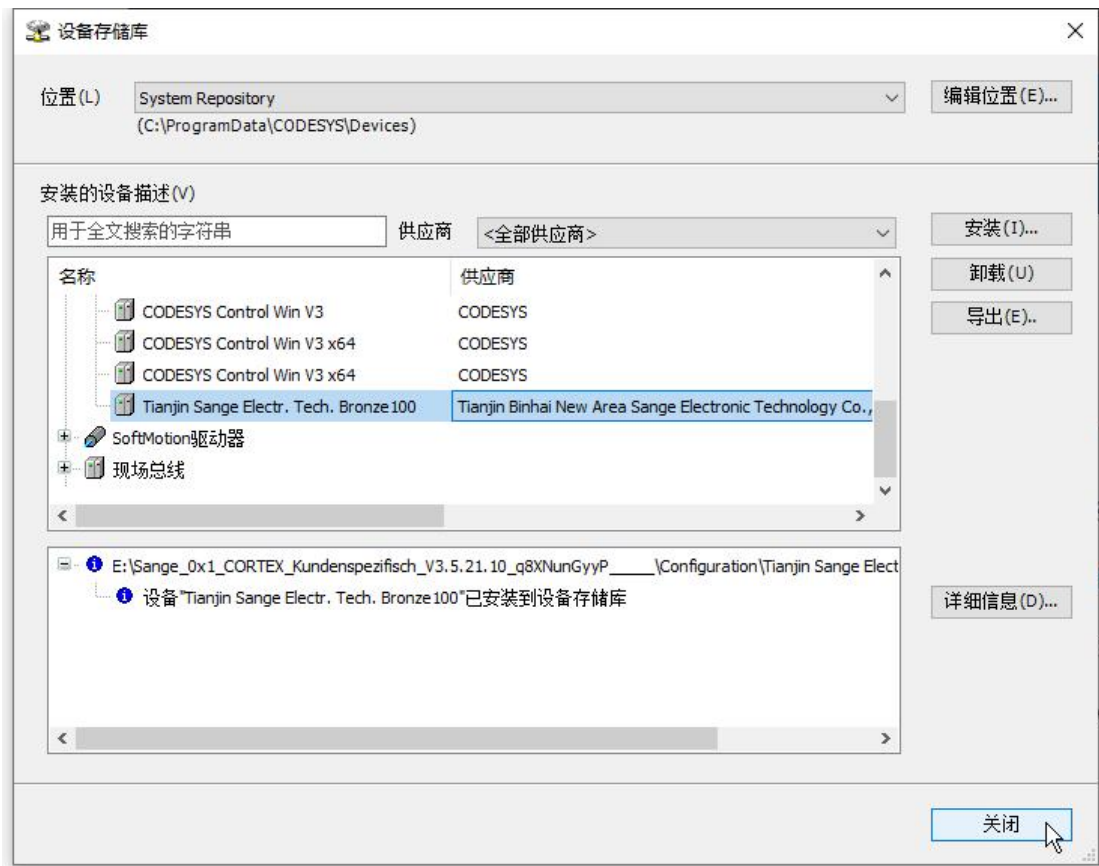 设备存储库
位置(L) System Repository 编辑位置(E)...
(C:\ProgramData\CODESYS\Devices)
安装的设备描述(V)
用于全文搜索的字符串 供应商 <全部供应商> 安装(I)...
名称 供应商 卸载(U)
CODESYS Control Win V3 CODESYS 导出(E)..
CODESYS Control Win V3 x64 CODESYS
CODESYS Control Win V3 x64 CODESYS
Tianjin Sange Electr. Tech. Bronze100 Tianjin Binhai New Area Sange Electronic Technology Co.,
SoftMotion驱动器
现场总线
E:\Sange_0x1_CORTEX_Kundenspezifisch_V3.5.21.10_q8XNunGyyP_____\Configuration\Tianjin Sange Elect
设备"Tianjin Sange Electr. Tech. Bronze100"已安装到设备存储库 详细信息(D)...
关闭